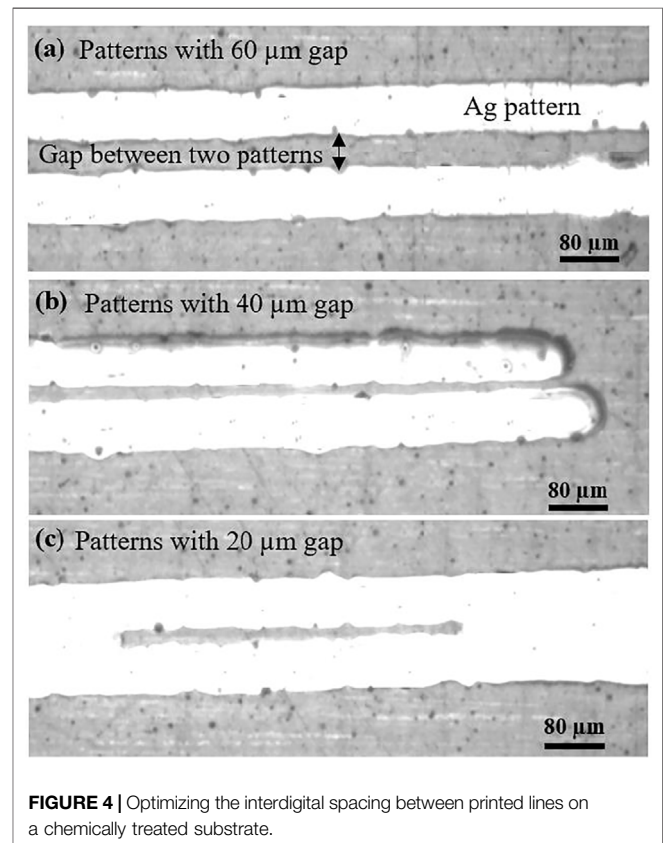 (a) Patterns with 60 µm gap
Ag pattern
Gap between two patterns
80 µm
(b) Patterns with 40 µm gap
80 µm
(c) Patterns with 20 µm gap
80 µm
FIGURE 4 | Optimizing the interdigital spacing between printed lines on
a chemically treated substrate.